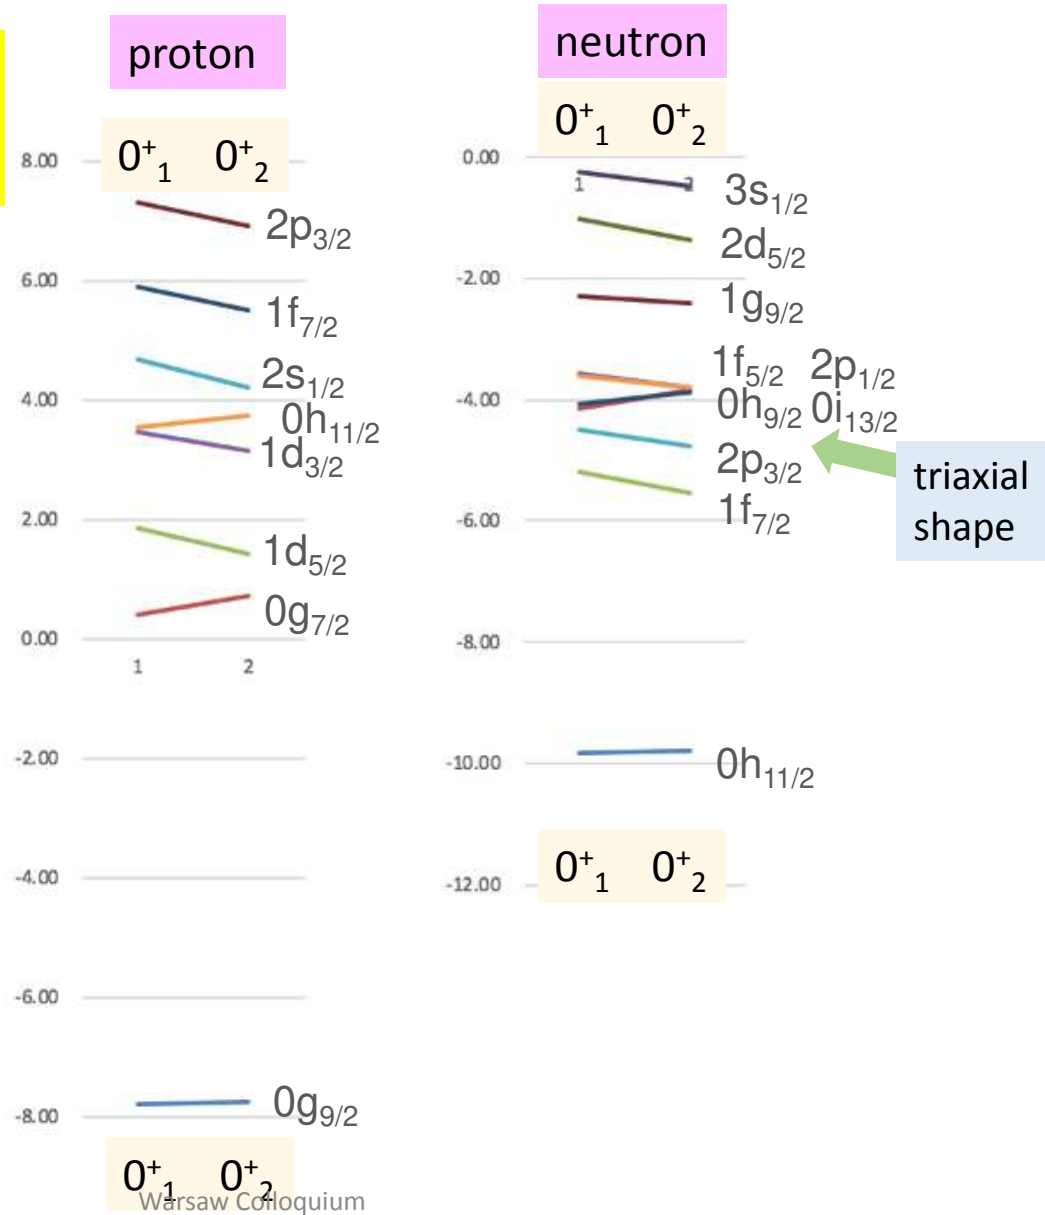 proton
0⁺₁ 0⁺₂
8.00
2p₃/₂
6.00
1f₇/₂
2s₁/₂
4.00
0h₁₁/₂
1d₃/₂
2.00
1d₅/₂
0g₇/₂
0.00
1 2
-2.00
-4.00
-6.00
0g₉/₂
-8.00
0⁺₁ 0⁺₂
Warsaw Colloquium
neutron
0⁺₁ 0⁺₂
0.00
1 2
3s₁/₂
2d₅/₂
-2.00
1g₉/₂
1f₅/₂ 2p₁/₂
-4.00
0h₉/₂ 0i₁₃/₂
2p₃/₂
1f₇/₂
-6.00
triaxial
shape
-8.00
-10.00
0h₁₁/₂
0⁺₁ 0⁺₂
-12.00